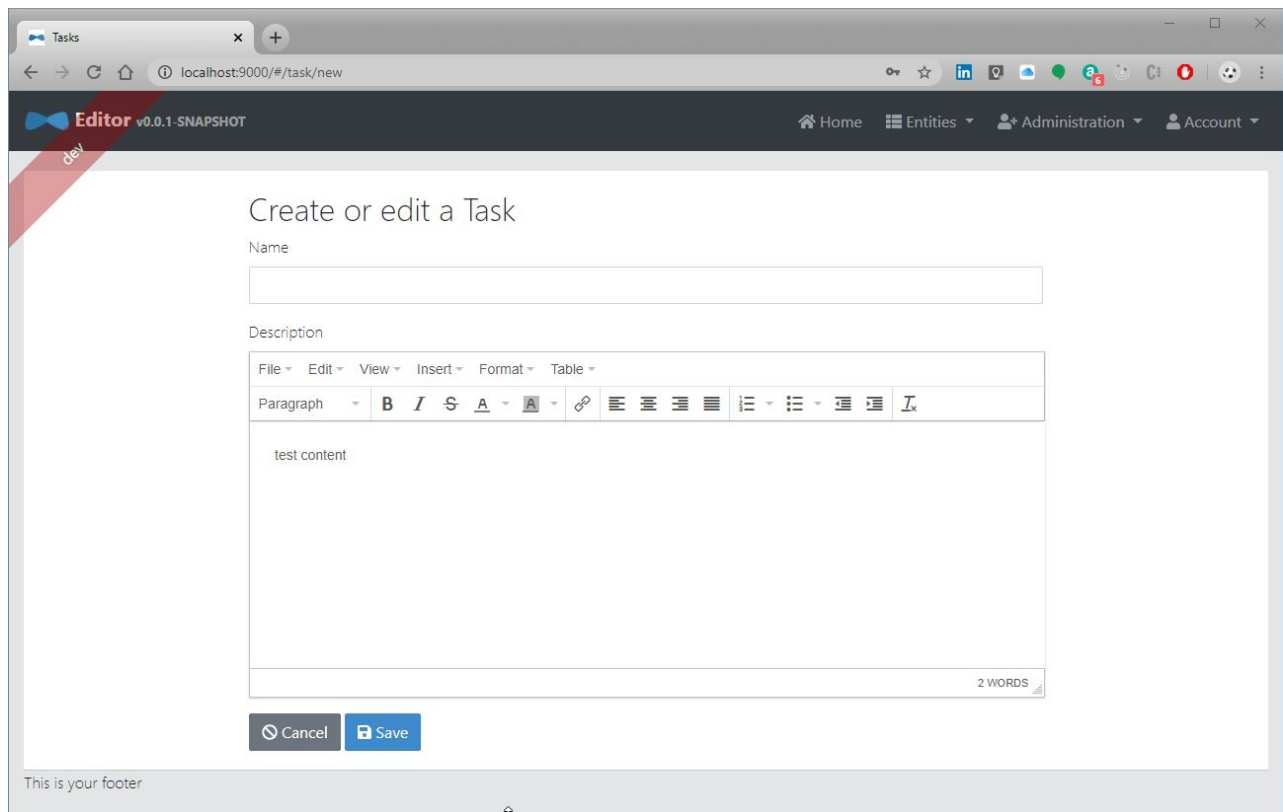 Tasks
localhost:9000/#/task/new
6
Editor v0.0.1-SNAPSHOT
Home Entities Administration Account
dev
Create or edit a Task
Name
Description
File Edit View Insert Format Table
Paragraph B I S A A
test content
2 WORDS
Cancel Save
This is your footer